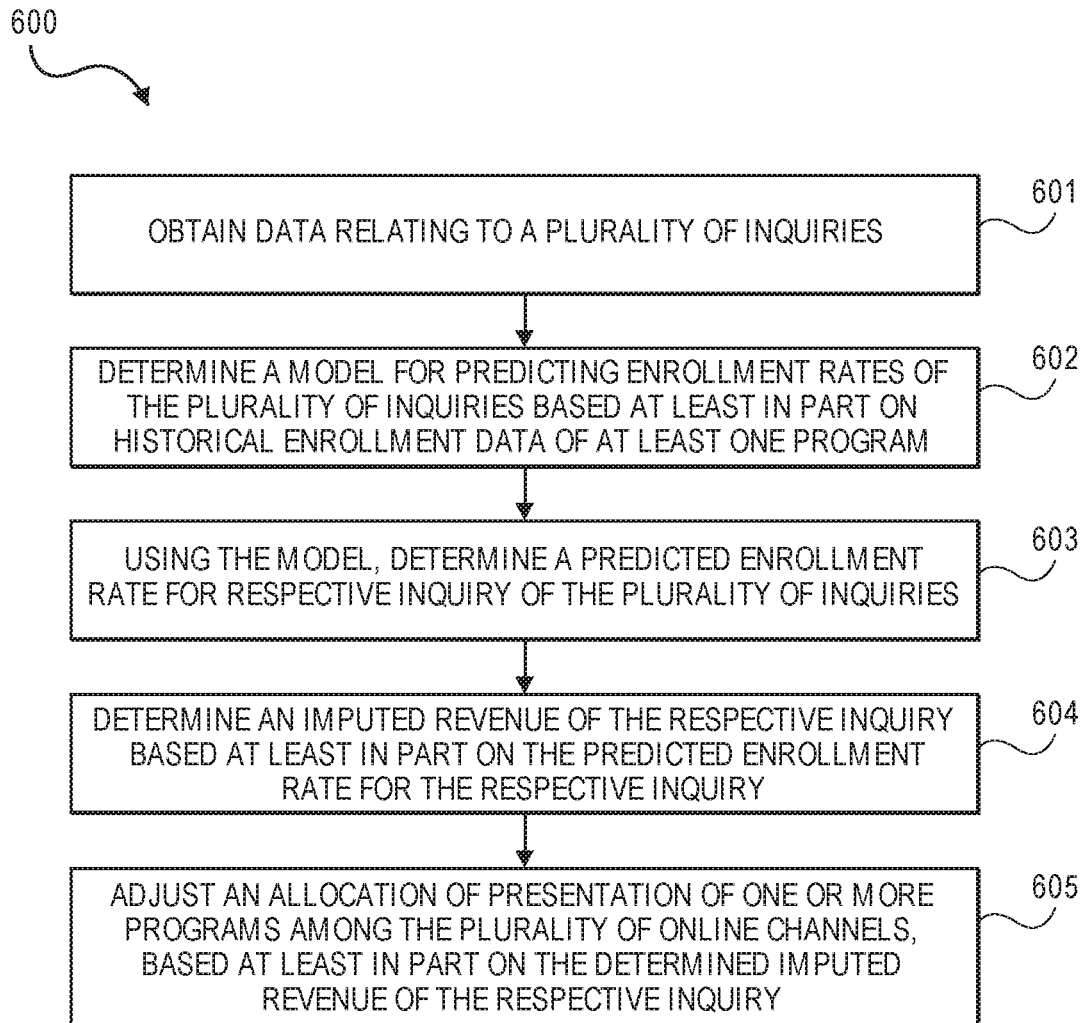 600
OBTAIN DATA RELATING TO A PLURALITY OF INQUIRIES
601
DETERMINE A MODEL FOR PREDICTING ENROLLMENT RATES OF
THE PLURALITY OF INQUIRIES BASED AT LEAST IN PART ON
HISTORICAL ENROLLMENT DATA OF AT LEAST ONE PROGRAM
602
USING THE MODEL, DETERMINE A PREDICTED ENROLLMENT
RATE FOR RESPECTIVE INQUIRY OF THE PLURALITY OF INQUIRIES
603
DETERMINE AN IMPUTED REVENUE OF THE RESPECTIVE INQUIRY
BASED AT LEAST IN PART ON THE PREDICTED ENROLLMENT
RATE FOR THE RESPECTIVE INQUIRY
604
ADJUST AN ALLOCATION OF PRESENTATION OF ONE OR MORE
PROGRAMS AMONG THE PLURALITY OF ONLINE CHANNELS,
BASED AT LEAST IN PART ON THE DETERMINED IMPUTED
REVENUE OF THE RESPECTIVE INQUIRY
605